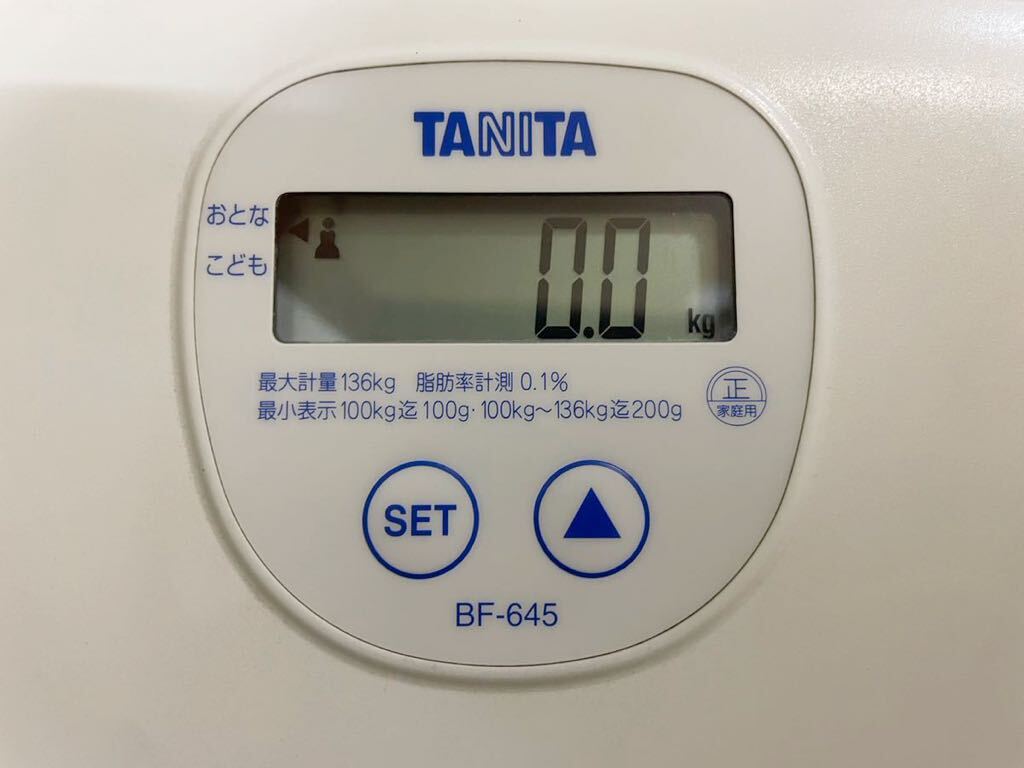 TANITA
おとな
こども
0.0 kg
最大計量136kg 脂肪率計測 0.1%
最小表示100kg迄100g・100kg～136kg迄200g
正
家庭用
SET
BF-645